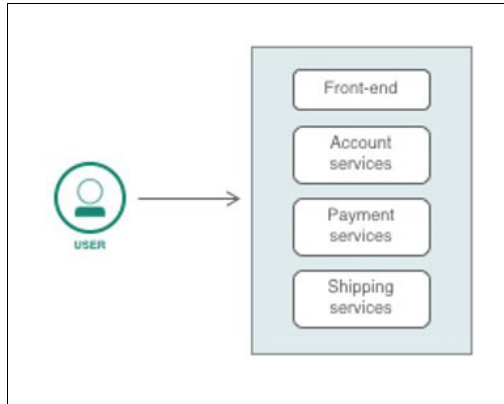 Front-end
Account
services
Payment
services
Shipping
services
USER